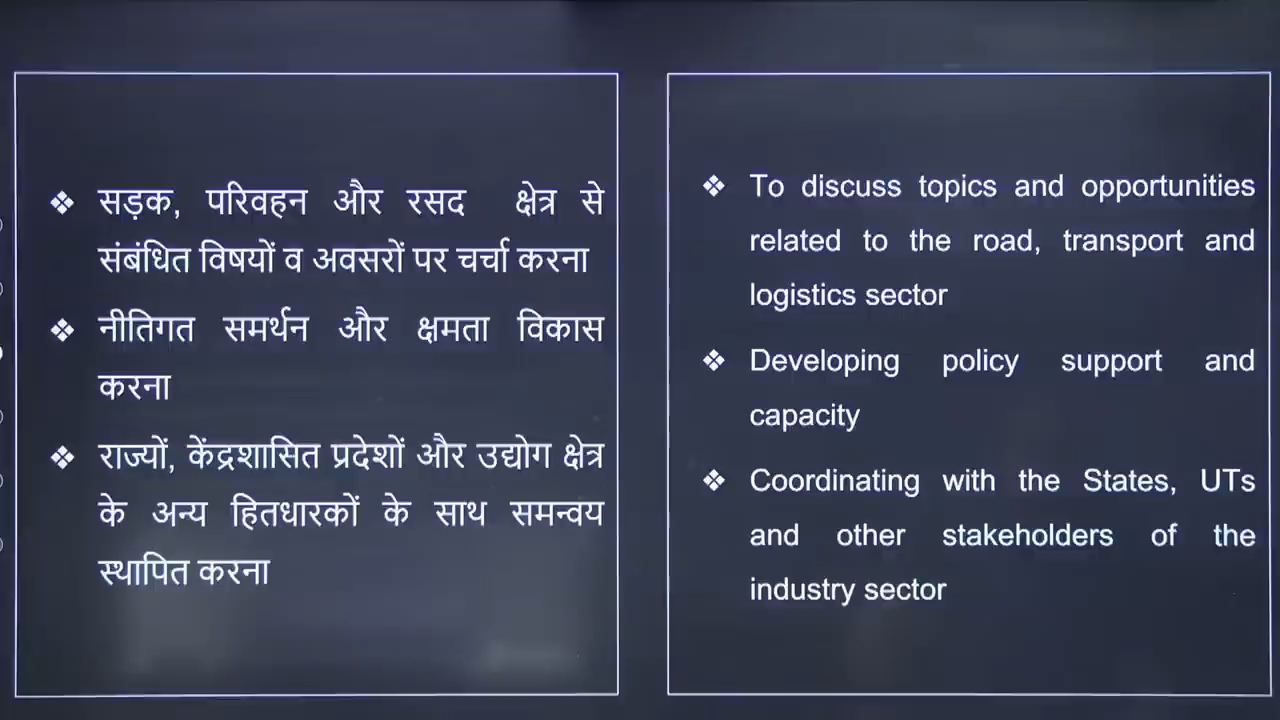 ❖ सड़क, परिवहन और रसद क्षेत्र से
संबंधित विषयों व अवसरों पर चर्चा करना
❖ नीतिगत समर्थन और क्षमता विकास
करना
❖ राज्यों, केंद्रशासित प्रदेशों और उद्योग क्षेत्र
के अन्य हितधारकों के साथ समन्वय
स्थापित करना
❖ To discuss topics and opportunities
related to the road, transport and
logistics sector
❖ Developing policy support and
capacity
❖ Coordinating with the States, UTs
and other stakeholders of the
industry sector